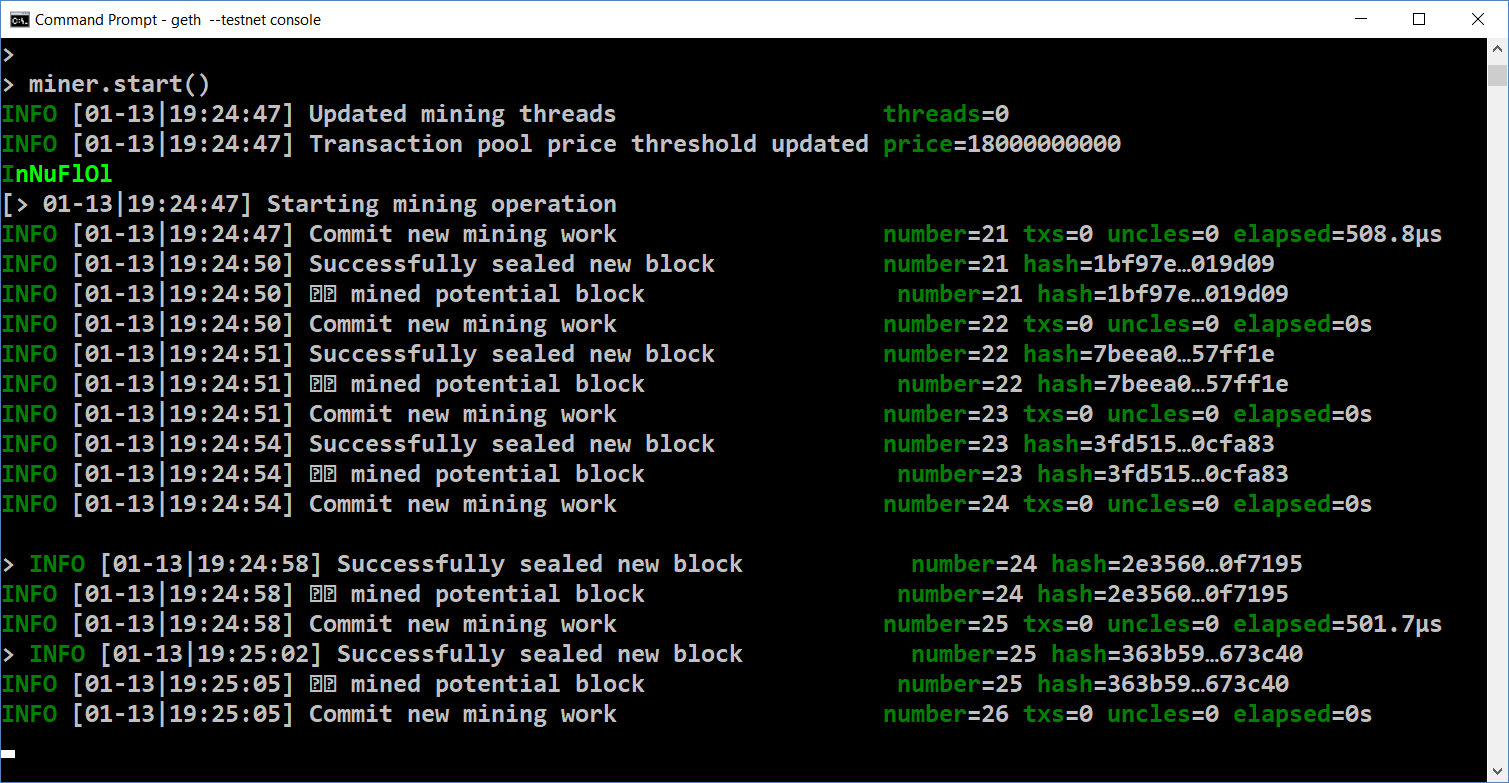 Command Prompt - geth  --testnet console
>
> miner.start()
INFO [01-13|19:24:47] Updated mining threads                   threads=0
INFO [01-13|19:24:47] Transaction pool price threshold updated price=18000000000
InNuFlOl
[> 01-13|19:24:47] Starting mining operation
INFO [01-13|19:24:47] Commit new mining work                   number=21 txs=0 uncles=0 elapsed=508.8µs
INFO [01-13|19:24:50] Successfully sealed new block            number=21 hash=1bf97e…019d09
INFO [01-13|19:24:50] ⍰⍰ mined potential block                  number=21 hash=1bf97e…019d09
INFO [01-13|19:24:50] Commit new mining work                   number=22 txs=0 uncles=0 elapsed=0s
INFO [01-13|19:24:51] Successfully sealed new block            number=22 hash=7beea0…57ff1e
INFO [01-13|19:24:51] ⍰⍰ mined potential block                  number=22 hash=7beea0…57ff1e
INFO [01-13|19:24:51] Commit new mining work                   number=23 txs=0 uncles=0 elapsed=0s
INFO [01-13|19:24:54] Successfully sealed new block            number=23 hash=3fd515…0cfa83
INFO [01-13|19:24:54] ⍰⍰ mined potential block                  number=23 hash=3fd515…0cfa83
INFO [01-13|19:24:54] Commit new mining work                   number=24 txs=0 uncles=0 elapsed=0s
> INFO [01-13|19:24:58] Successfully sealed new block            number=24 hash=2e3560…0f7195
INFO [01-13|19:24:58] ⍰⍰ mined potential block                  number=24 hash=2e3560…0f7195
INFO [01-13|19:24:58] Commit new mining work                   number=25 txs=0 uncles=0 elapsed=501.7µs
> INFO [01-13|19:25:02] Successfully sealed new block            number=25 hash=363b59…673c40
INFO [01-13|19:25:05] ⍰⍰ mined potential block                  number=25 hash=363b59…673c40
INFO [01-13|19:25:05] Commit new mining work                   number=26 txs=0 uncles=0 elapsed=0s